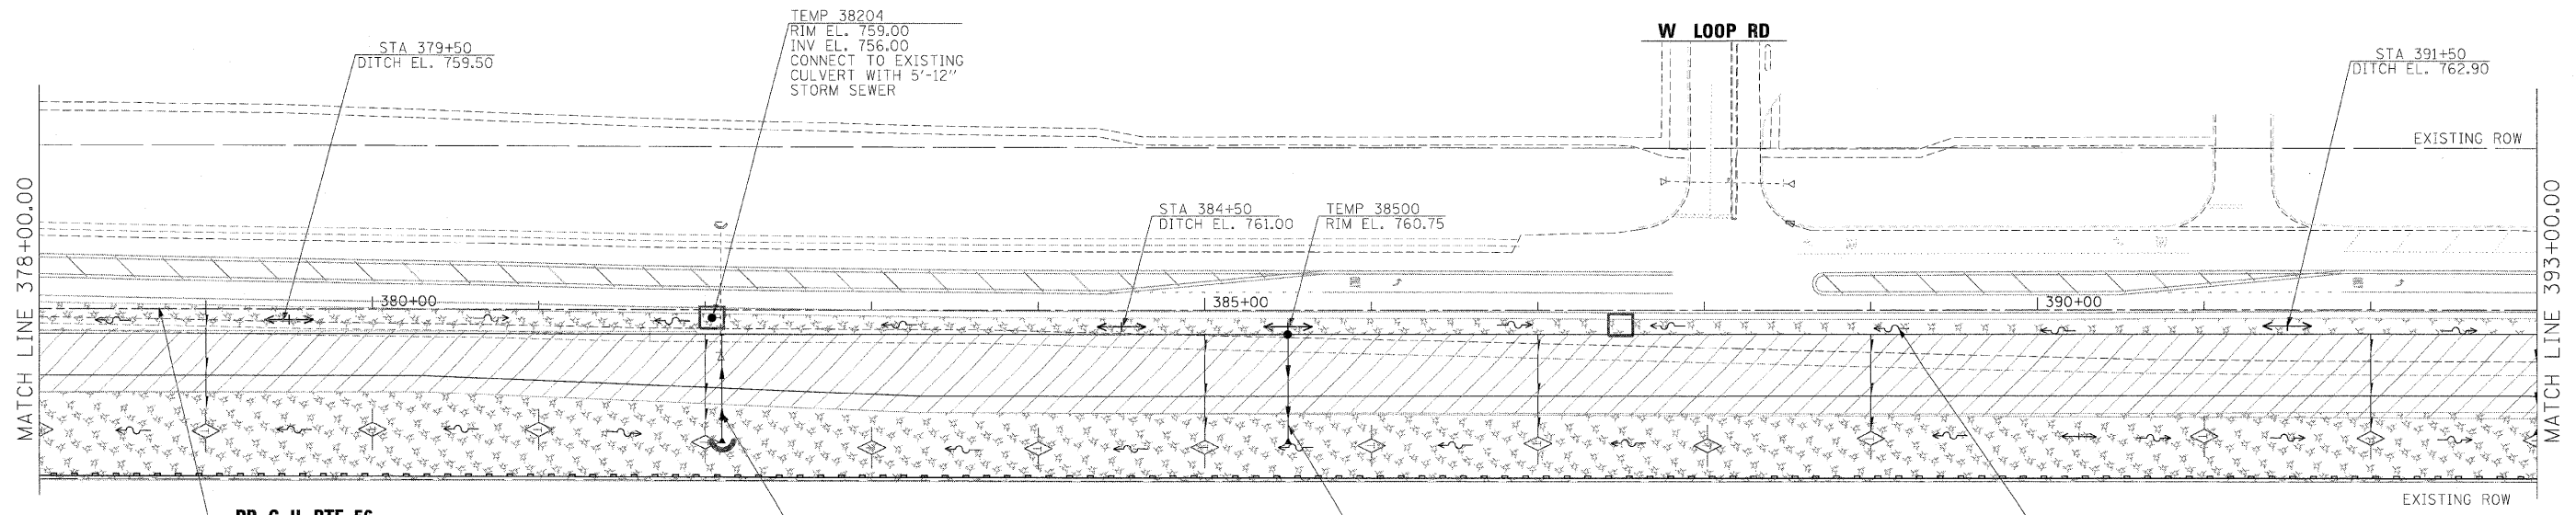 TEMP 38204
RIM EL. 759.00
INV EL. 756.00
CONNECT TO EXISTING
CULVERT WITH 5'-12"
STORM SEWER
W LOOP RD
STA 379+50
DITCH EL. 759.50
STA 391+50
DITCH EL. 762.90
EXISTING ROW
STA 384+50
DITCH EL. 761.00
TEMP 38500
RIM EL. 760.75
MATCH LINE 378+00.00
MATCH LINE 393+00.00
380+00
385+00
390+00
EXISTING ROW